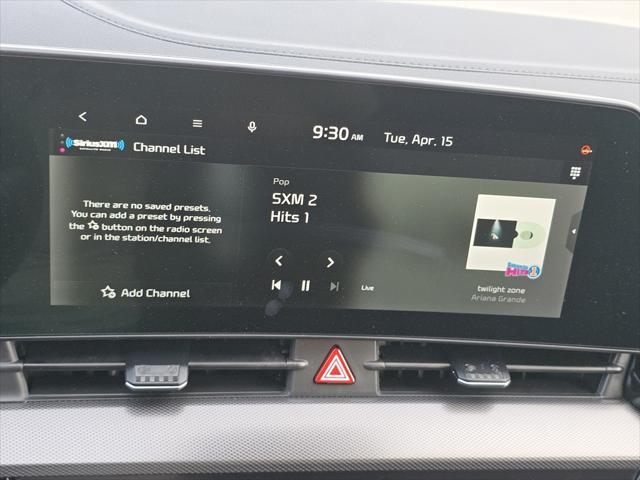 9:30 AM
Tue, Apr. 15
SiriusXM
Channel List
There are no saved presets.
You can add a preset by pressing
the button on the radio screen
or in the station/channel list.
Add Channel
Pop
SXM 2
Hits 1
Live
Hits 1
twilight zone
Ariana Grande